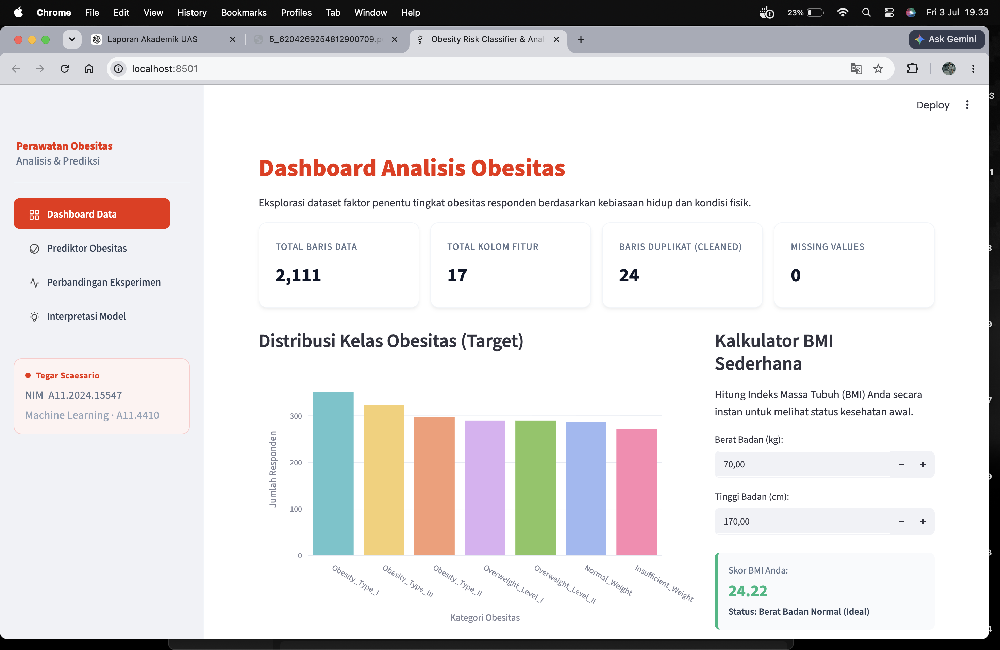 Chrome File Edit View History Bookmarks Profiles Tab Window Help 23% Fri 3 Jul 19.33
Laporan Akademik UAS
5_6204269254812900709.p
Obesity Risk Classifier & Anal
Ask Gemini
localhost:8501
Deploy
Perawatan Obesitas
Analisis & Prediksi
Dashboard Data
Prediktor Obesitas
Perbandingan Eksperimen
Interpretasi Model
Tegar Scaesario
NIM A11.2024.15547
Machine Learning · A11.4410
Dashboard Analisis Obesitas
Eksplorasi dataset faktor penentu tingkat obesitas responden berdasarkan kebiasaan hidup dan kondisi fisik.
TOTAL BARIS DATA
2,111
TOTAL KOLOM FITUR
17
BARIS DUPLIKAT (CLEANED)
24
MISSING VALUES
0
Distribusi Kelas Obesitas (Target)
Jumlah Responden
300
200
100
0
Obesity_Type_I
Obesity_Type_III
Obesity_Type_II
Overweight_Level_I
Overweight_Level_II
Normal_Weight
Insufficient_Weight
Kategori Obesitas
Kalkulator BMI
Sederhana
Hitung Indeks Massa Tubuh (BMI) Anda secara
instan untuk melihat status kesehatan awal.
Berat Badan (kg):
70,00
Tinggi Badan (cm):
170,00
Skor BMI Anda:
24.22
Status: Berat Badan Normal (Ideal)